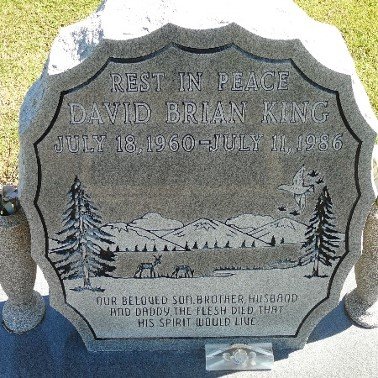 REST IN PEACE
DAVID BRIAN KING
JULY 18, 1960 - JULY 11, 1986
OUR BELOVED SON, BROTHER, HUSBAND
AND DADDY, THE FLESH DIED THAT
HIS SPIRIT WOULD LIVE.